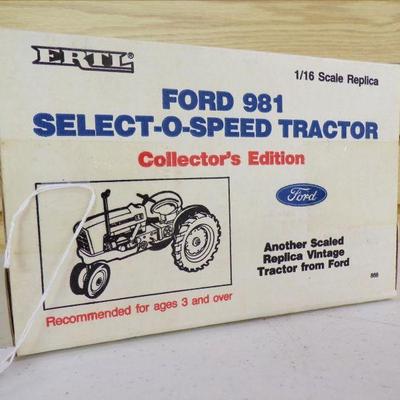 ERTL®
1/16 Scale Replica
FORD 981
SELECT-O-SPEED TRACTOR
Collector's Edition
Ford
Another Scaled
Replica Vintage
Tractor from Ford
Recommended for ages 3 and over
868